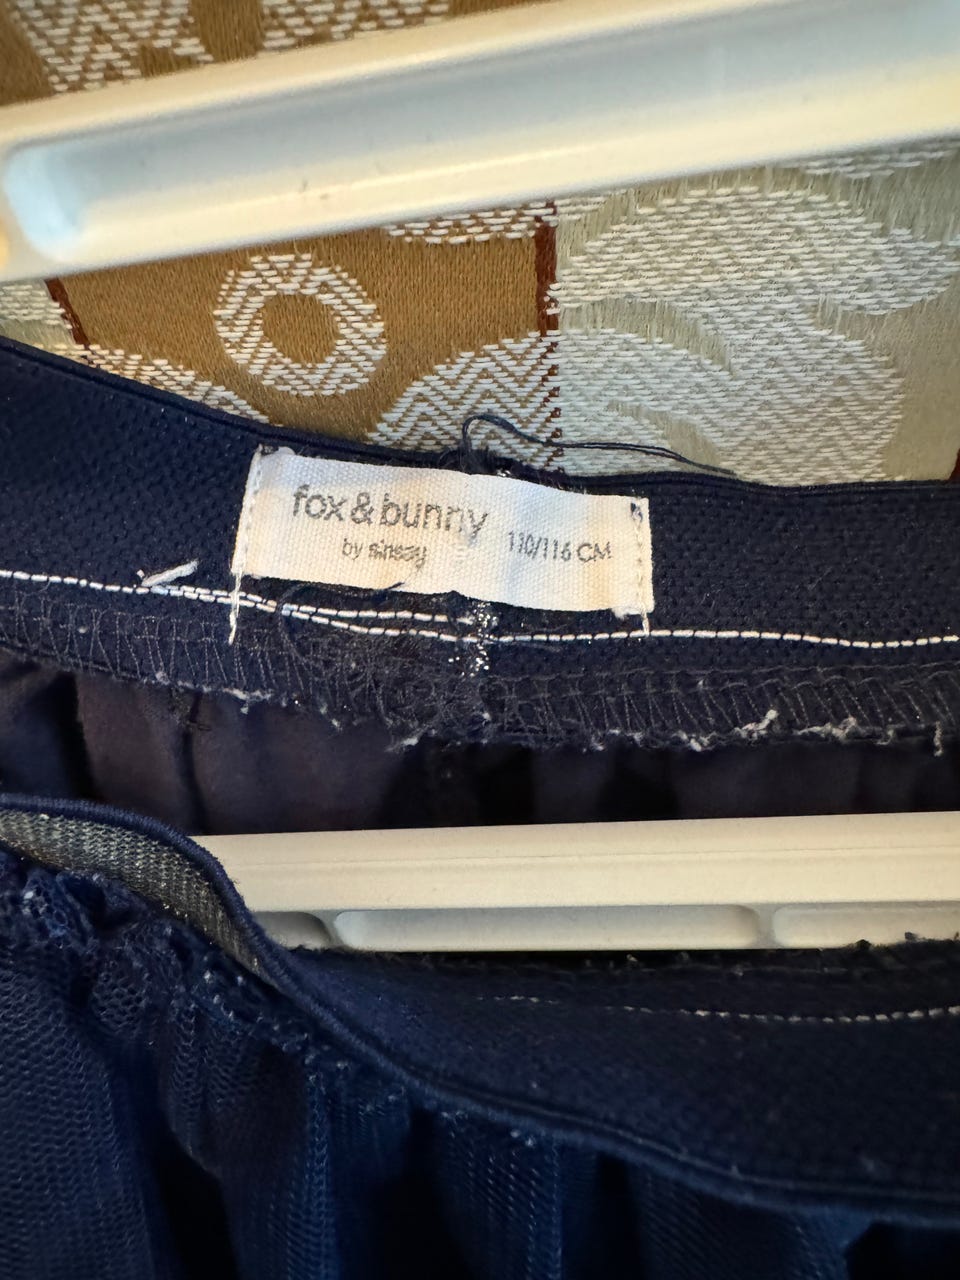 fox & bunny
by sinsay
110/116 CM